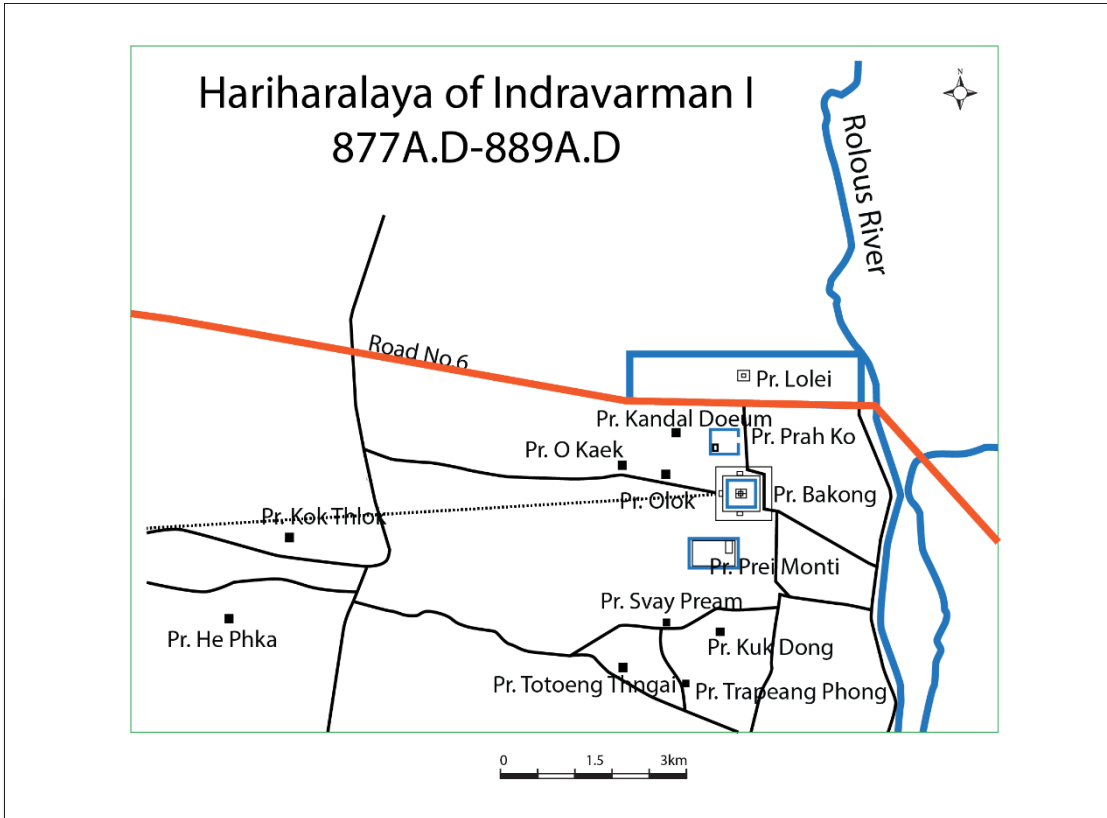 Hariharalaya of Indravarman I
877A.D-889A.D
N
Rolous River
Road No.6
Pr. Lolei
Pr. Kandal Doeum
Pr. Prah Ko
Pr. O Kaek
Pr. Olok
Pr. Bakong
Pr. Kok Thlok
Pr. Prei Monti
Pr. Svay Pream
Pr. He Phka
Pr. Kuk Dong
Pr. Totoeng Thngai
Pr. Trapeang Phong
0 1.5 3km